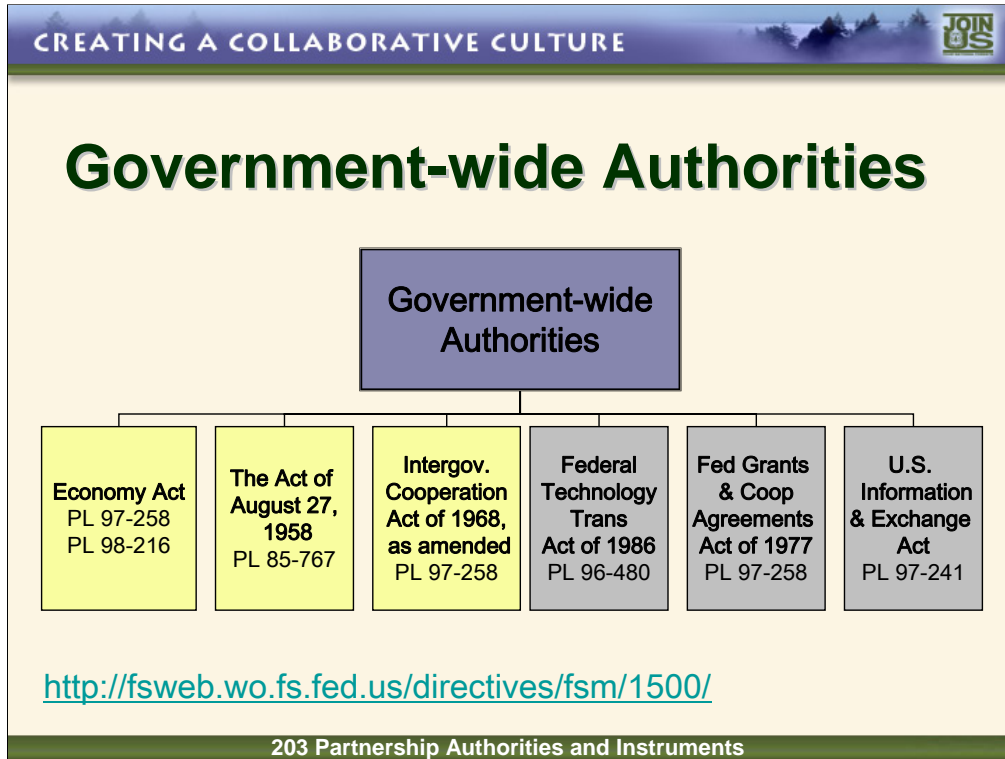 CREATING A COLLABORATIVE CULTURE
JOIN
US
Government-wide Authorities
Government-wide
Authorities
Economy Act
PL 97-258
PL 98-216
The Act of
August 27,
1958
PL 85-767
Intergov.
Cooperation
Act of 1968,
as amended
PL 97-258
Federal
Technology
Trans
Act of 1986
PL 96-480
Fed Grants
& Coop
Agreements
Act of 1977
PL 97-258
U.S.
Information
& Exchange
Act
PL 97-241
http://fsweb.wo.fs.fed.us/directives/fsm/1500/
203 Partnership Authorities and Instruments